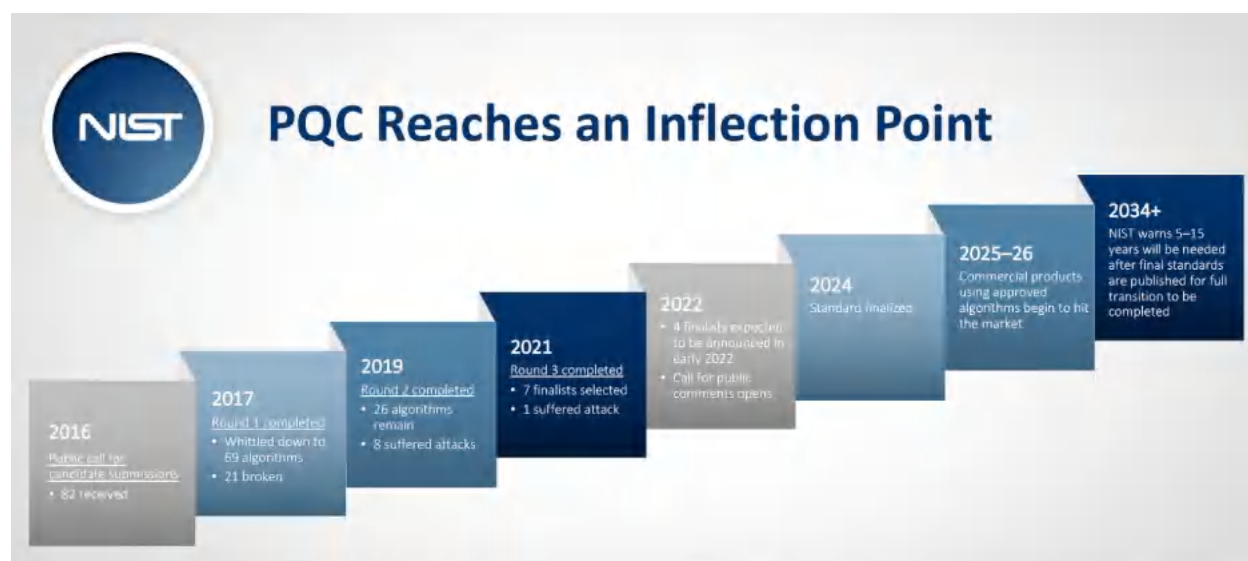 NIST
PQC Reaches an Inflection Point
2016
Public call for
candidate submissions
• 82 received
2017
Round 1 completed
• Whittled down to
69 algorithms
• 21 broken
2019
Round 2 completed
• 26 algorithms
remain
• 8 suffered attacks
2021
Round 3 completed
• 7 finalists selected
• 1 suffered attack
2022
• 4 finalists expected
to be announced in
early 2022
• Call for public
comments opens
2024
Standard finalized
2025–26
Commercial products
using approved
algorithms begin to hit
the market
2034+
NIST warns 5–15
years will be needed
after final standards
are published for full
transition to be
completed